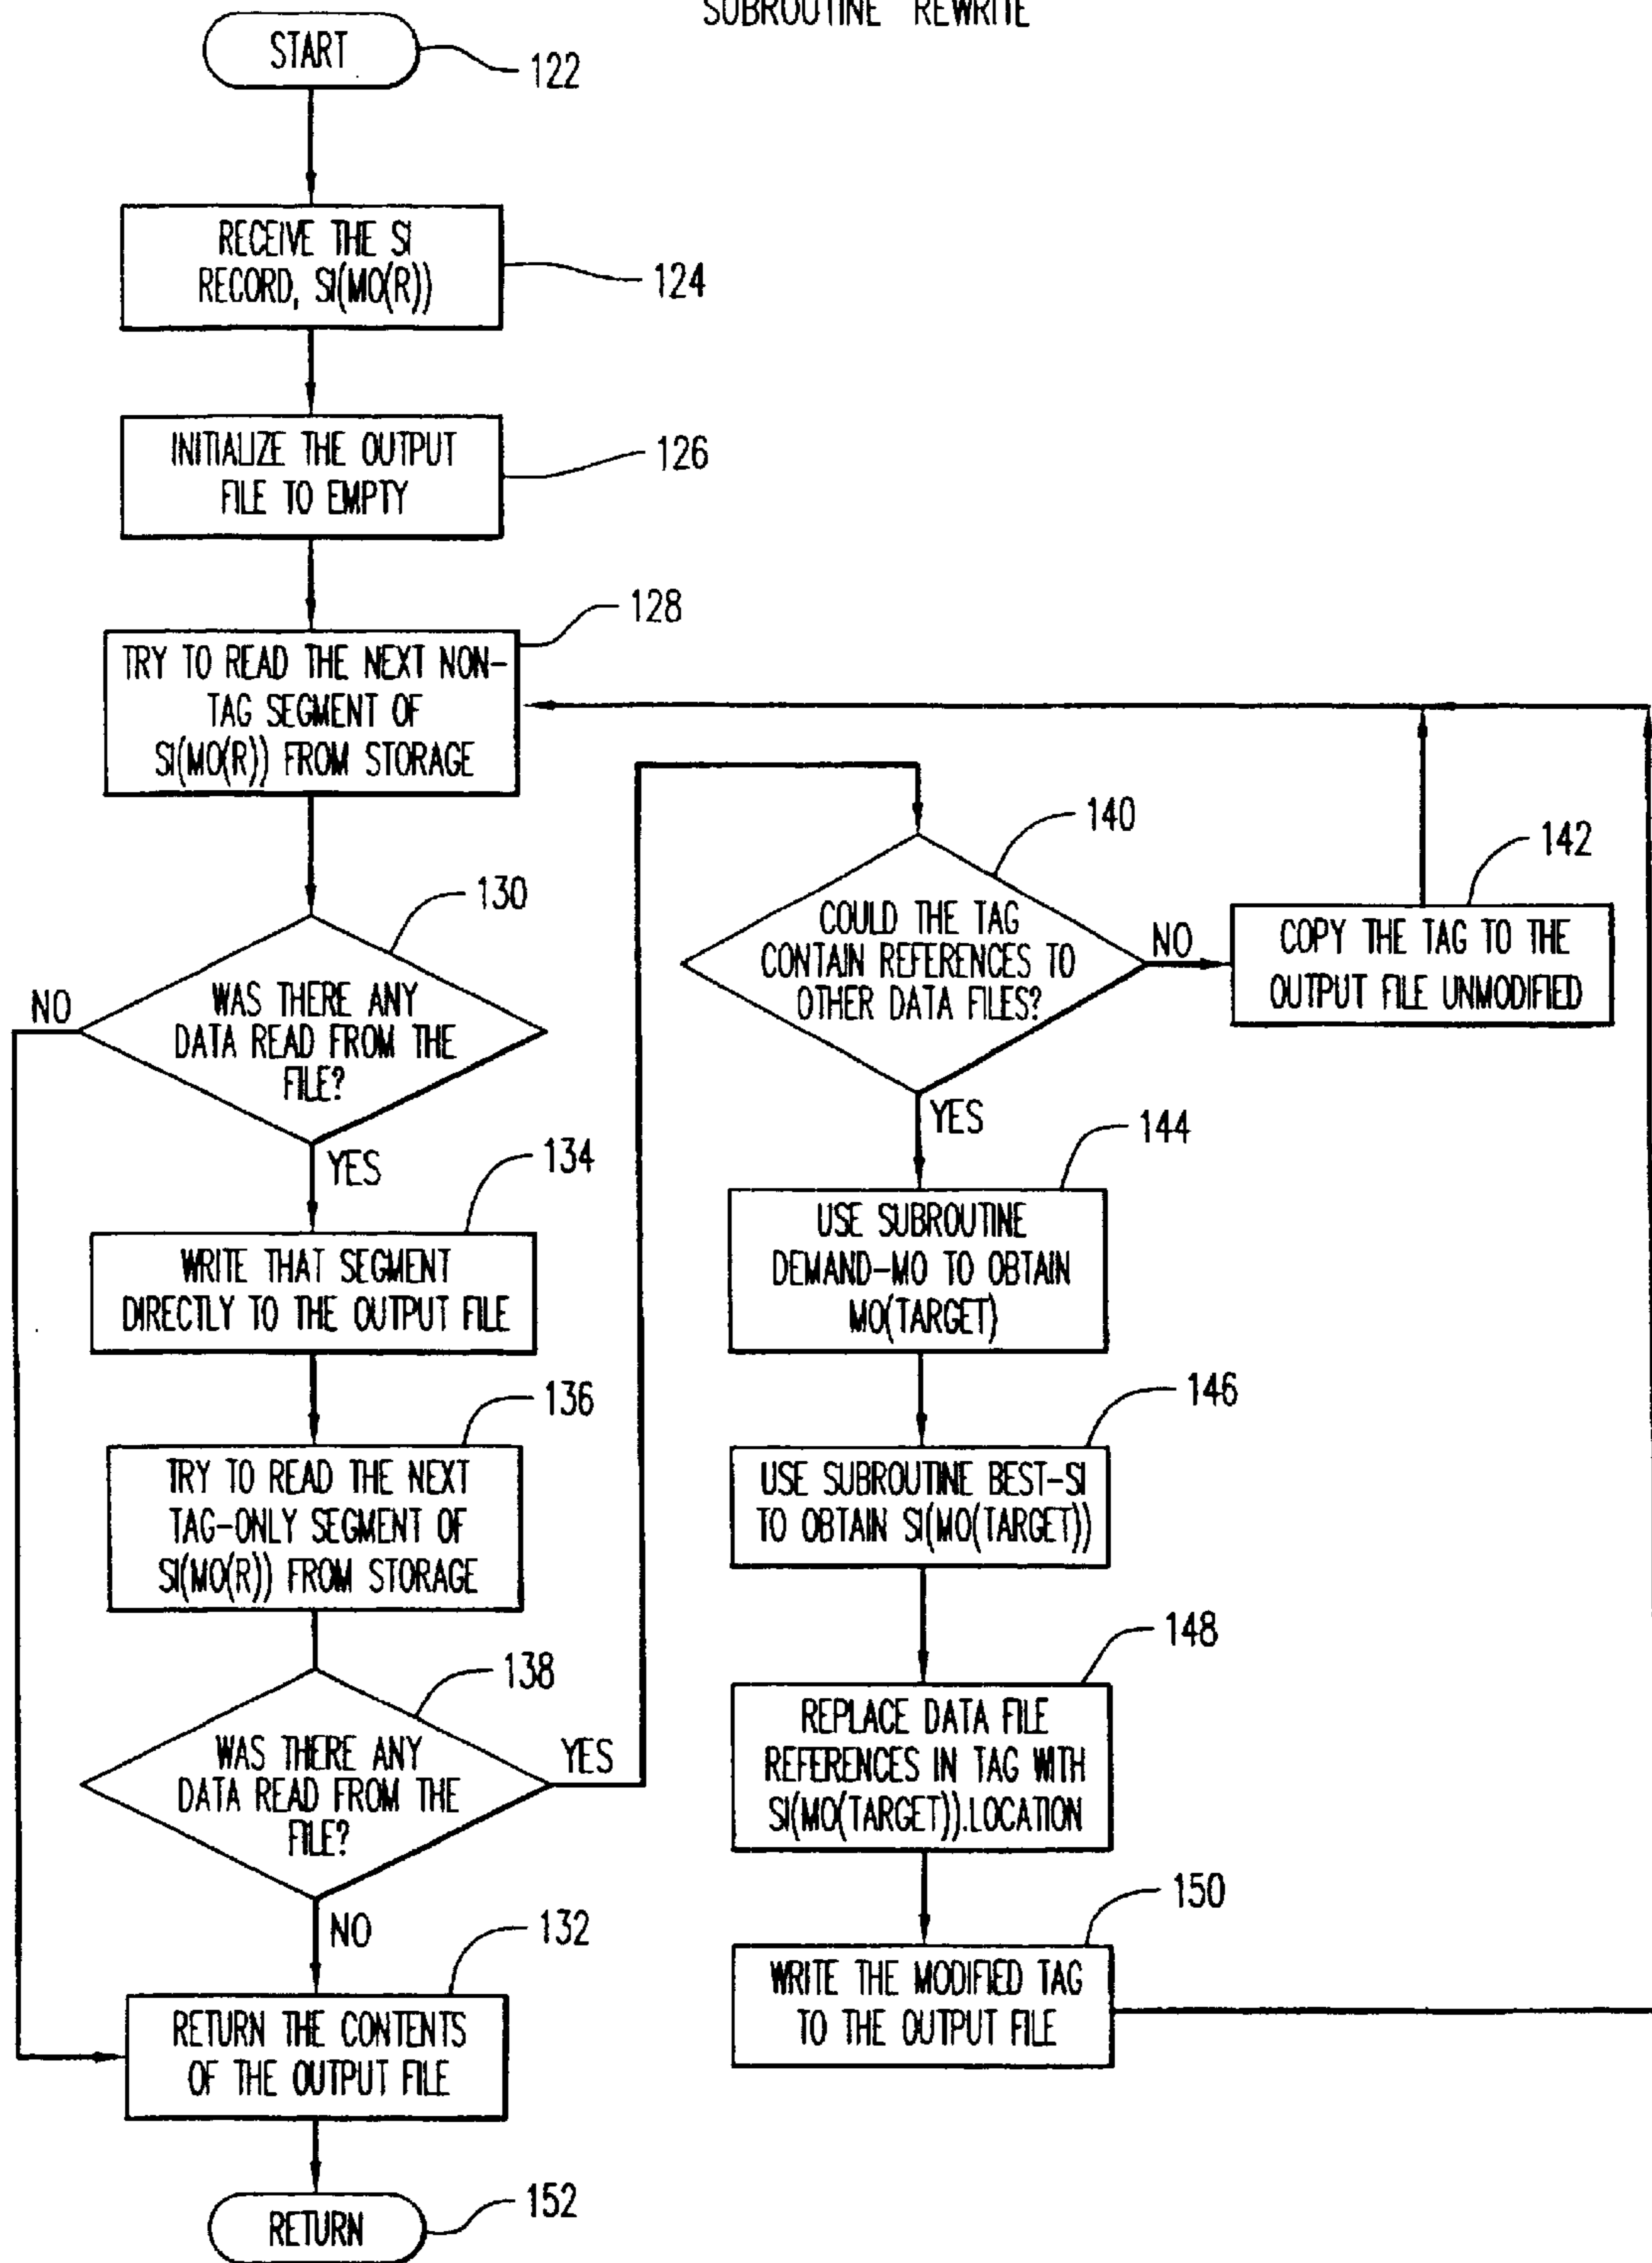 SUBROUTINE REWRITE
START
122
RECEIVE THE SI
RECORD, SI(MO(R))
124
INITIALIZE THE OUTPUT
FILE TO EMPTY
126
128
TRY TO READ THE NEXT NON-
TAG SEGMENT OF
SI(MO(R)) FROM STORAGE
130
WAS THERE ANY
DATA READ FROM THE
FILE?
NO
YES
134
WRITE THAT SEGMENT
DIRECTLY TO THE OUTPUT FILE
136
TRY TO READ THE NEXT
TAG-ONLY SEGMENT OF
SI(MO(R)) FROM STORAGE
138
WAS THERE ANY
DATA READ FROM THE
FILE?
YES
NO
132
RETURN THE CONTENTS
OF THE OUTPUT FILE
RETURN
152
140
COULD THE TAG
CONTAIN REFERENCES TO
OTHER DATA FILES?
NO
142
COPY THE TAG TO THE
OUTPUT FILE UNMODIFIED
YES
144
USE SUBROUTINE
DEMAND-MO TO OBTAIN
MO(TARGET)
146
USE SUBROUTINE BEST-SI
TO OBTAIN SI(MO(TARGET))
148
REPLACE DATA FILE
REFERENCES IN TAG WITH
SI(MO(TARGET)).LOCATION
150
WRITE THE MODIFIED TAG
TO THE OUTPUT FILE